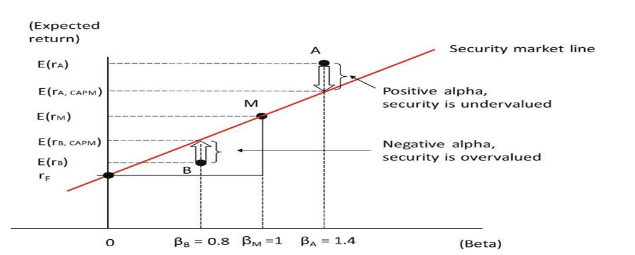 (Expected
return)
A
Security market line
E(rA)
E(rA, CAPM)
Positive alpha,
security is undervalued
M
E(rM)
E(rB, CAPM)
Negative alpha,
security is overvalued
E(rB)
B
rF
0
βB = 0.8
βM =1
βA = 1.4
(Beta)